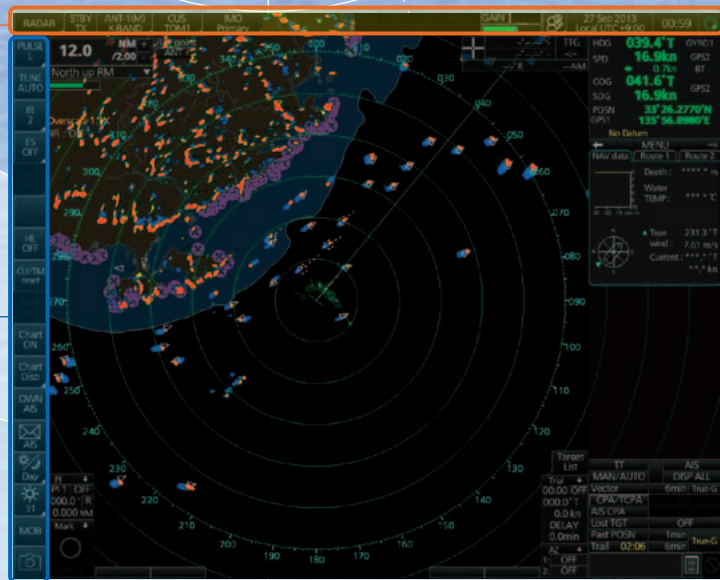 RADAR STBY TX ANT-1(M) X-BAND CUS TOM1 IMO Primary GAIN 27 Sep 2013 Local UTC +9:00 00:59
PULSE L
TUNE AUTO
IR 2
ES OFF
HL OFF
CU/TM reset
Chart ON
Chart Disp
OWN AIS
AIS
Day
31
MOB
12.0 NM /2.00
North up RM
ANT
000
010
020
030
040
050
060
070
080
090
100
110
120
130
140
150
160
170
180
190
200
210
220
230
240
250
260
270
280
290
300
310
TTG
°R
NM
HDG 039.4°T GYRO1
SPD 16.9kn GPS2
0.7kn BT
COG 041.6°T
SOG 16.9kn GPS2
POSN 33°26.2770'N
GPS1 135°56.8980'E
No Datum
MENU
NAV data Route 1 Route 2
Depth : ****.* m
Water TEMP: ***.*°C
True wind : 231.3°T
7.61 m/s
Current : ***.*°T
**.* kn
Target List
PI
PI 1 OFF
000.0° R
0.000 NM
Mark
Trial
00:00 OFF
000.0°T
0.0 kn
DELAY
0.0min
AZ
1: OFF
2: OFF
TT AIS
MAN/AUTO DISP ALL
Vector 6min True-G
CPA/TCPA
AIS CPA
Lost TGT OFF
Past POSN 1min
Trail 02:06 6min True-G